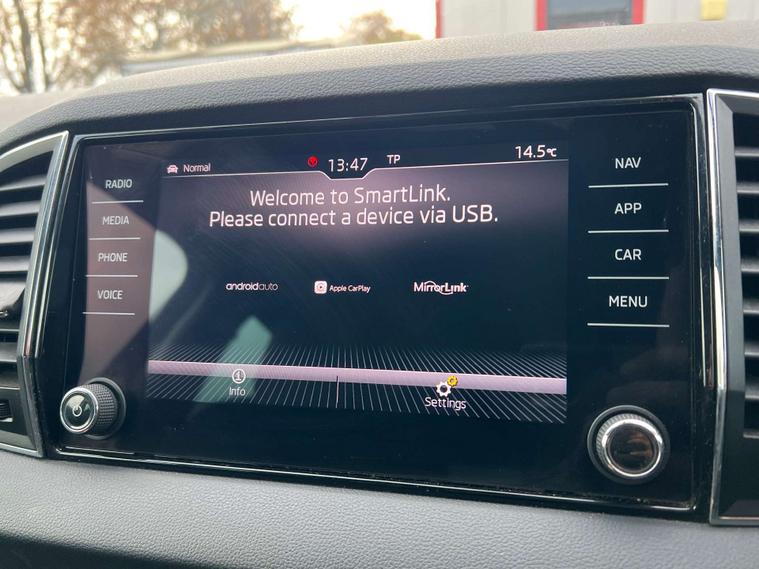 Normal
13:47
TP
14.5°C
RADIO
MEDIA
PHONE
VOICE
Welcome to SmartLink.
Please connect a device via USB.
androidauto
Apple CarPlay
MirrorLink
Info
Settings
NAV
APP
CAR
MENU